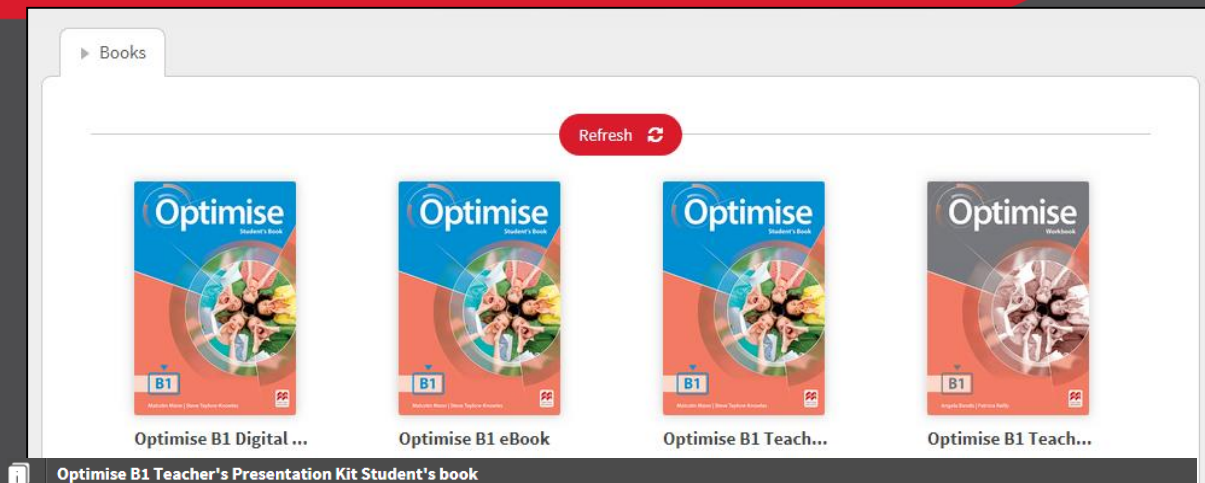 Books
Refresh
Optimise
Student's Book
B1
Optimise
Student's Book
B1
Optimise
Student's Book
B1
Optimise
Workbook
B1
Optimise B1 Digital ...
Optimise B1 eBook
Optimise B1 Teach...
Optimise B1 Teach...
Optimise B1 Teacher's Presentation Kit Student's book